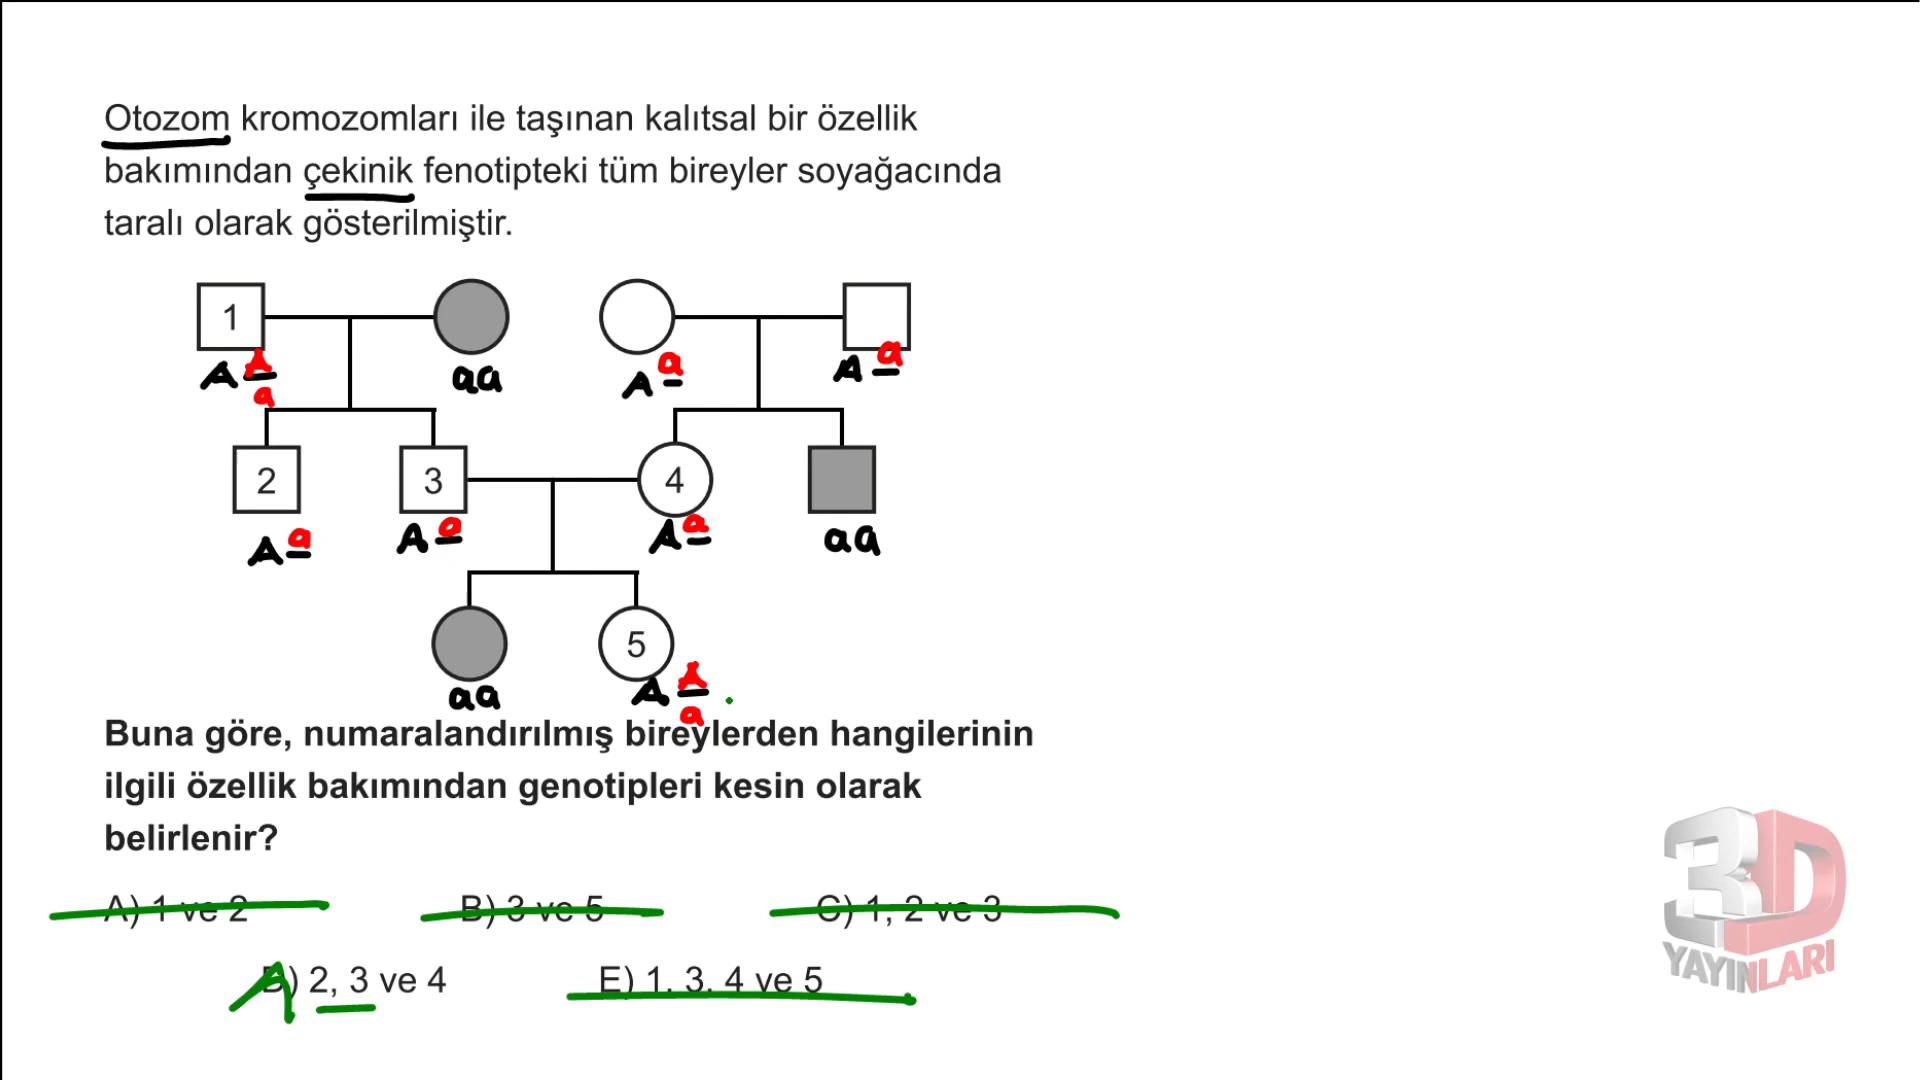 Otozom kromozomları ile taşınan kalıtsal bir özellik
bakımından çekinik fenotipteki tüm bireyler soyağacında
taralı olarak gösterilmiştir.
1
A A
a
aa
A a
A a
2
3
4
A a
A a
A a
aa
5
aa
A A
a
Buna göre, numaralandırılmış bireylerden hangilerinin
ilgili özellik bakımından genotipleri kesin olarak
belirlenir?
A) 1 ve 2 B) 3 ve 5 C) 1, 2 ve 3
D) 2, 3 ve 4 E) 1, 3, 4 ve 5
3D
YAYINLARI